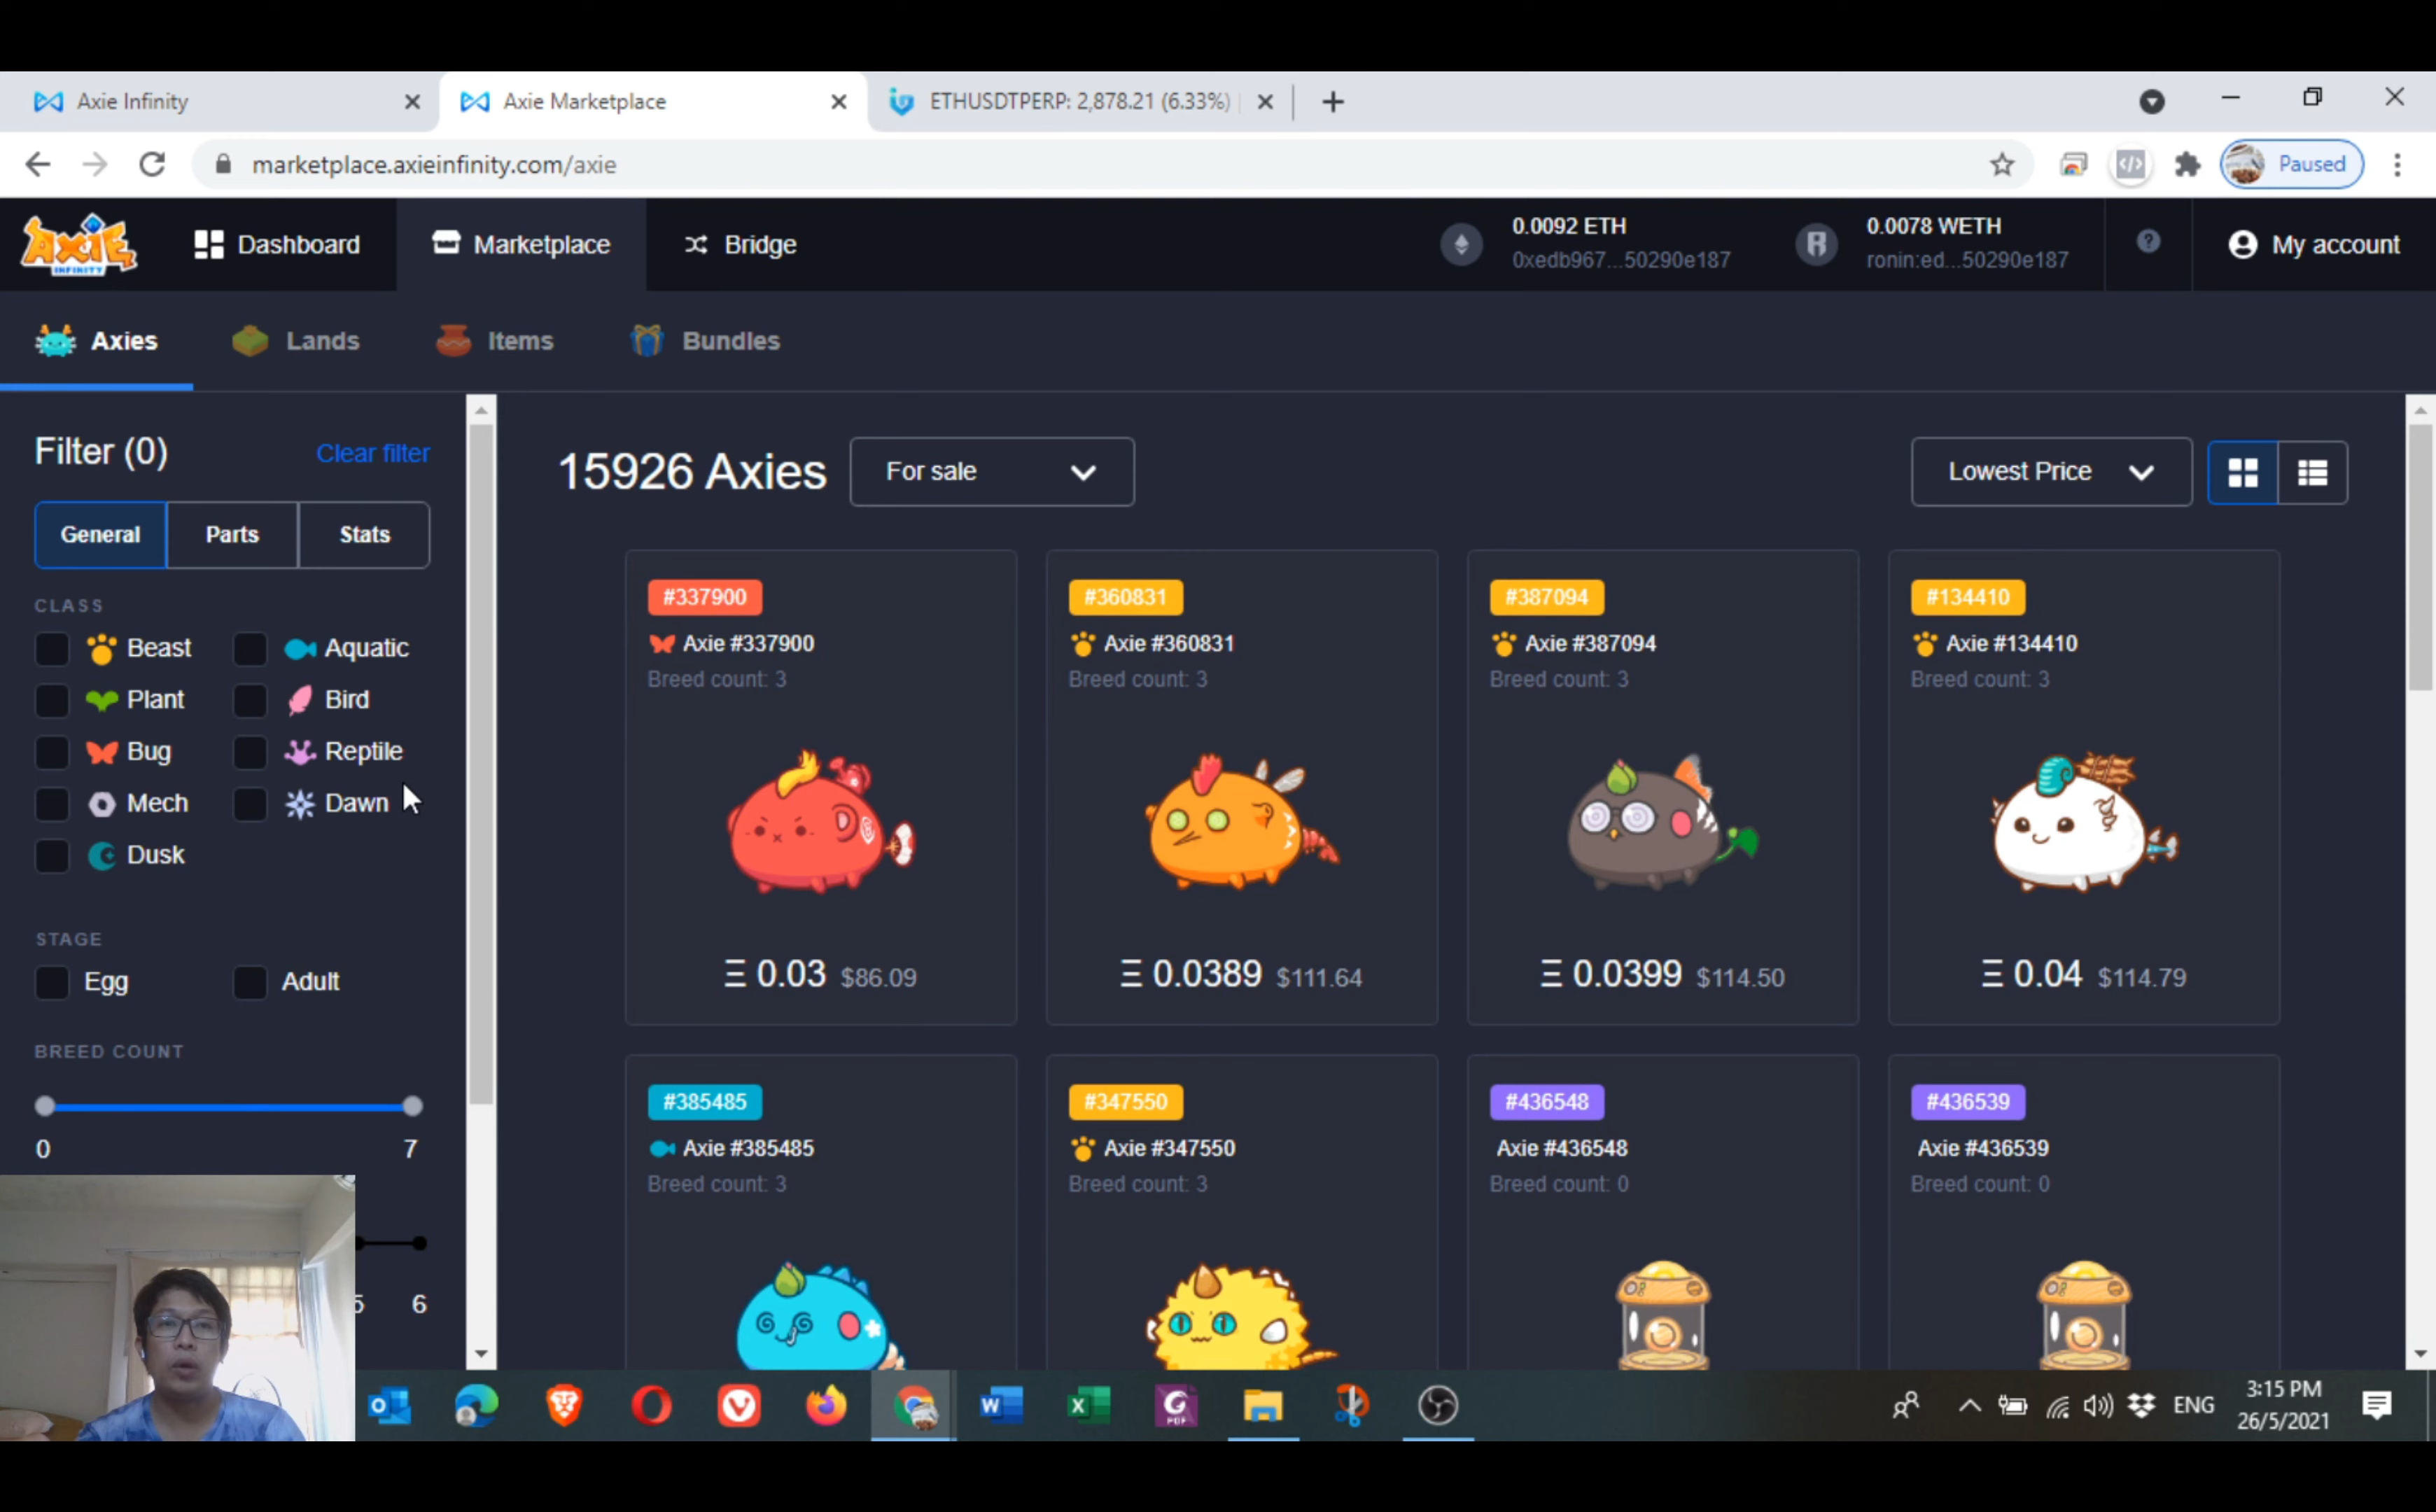 Axie Infinity
Axie Marketplace
ETHUSDTPERP: 2,878.21 (6.33%)
marketplace.axieinfinity.com/axie
Paused
AXIE
INFINITY
Dashboard
Marketplace
Bridge
0.0092 ETH
0xedb967...50290e187
0.0078 WETH
ronin:ed...50290e187
My account
Axies
Lands
Items
Bundles
Filter (0)
Clear filter
General
Parts
Stats
CLASS
Beast
Aquatic
Plant
Bird
Bug
Reptile
Mech
Dawn
Dusk
STAGE
Egg
Adult
BREED COUNT
0
7
5
6
15926 Axies
For sale
Lowest Price
#337900
Axie #337900
Breed count: 3
Ξ 0.03 $86.09
#360831
Axie #360831
Breed count: 3
Ξ 0.0389 $111.64
#387094
Axie #387094
Breed count: 3
Ξ 0.0399 $114.50
#134410
Axie #134410
Breed count: 3
Ξ 0.04 $114.79
#385485
Axie #385485
Breed count: 3
#347550
Axie #347550
Breed count: 3
#436548
Axie #436548
Breed count: 0
#436539
Axie #436539
Breed count: 0
PDF
ENG
3:15 PM
26/5/2021